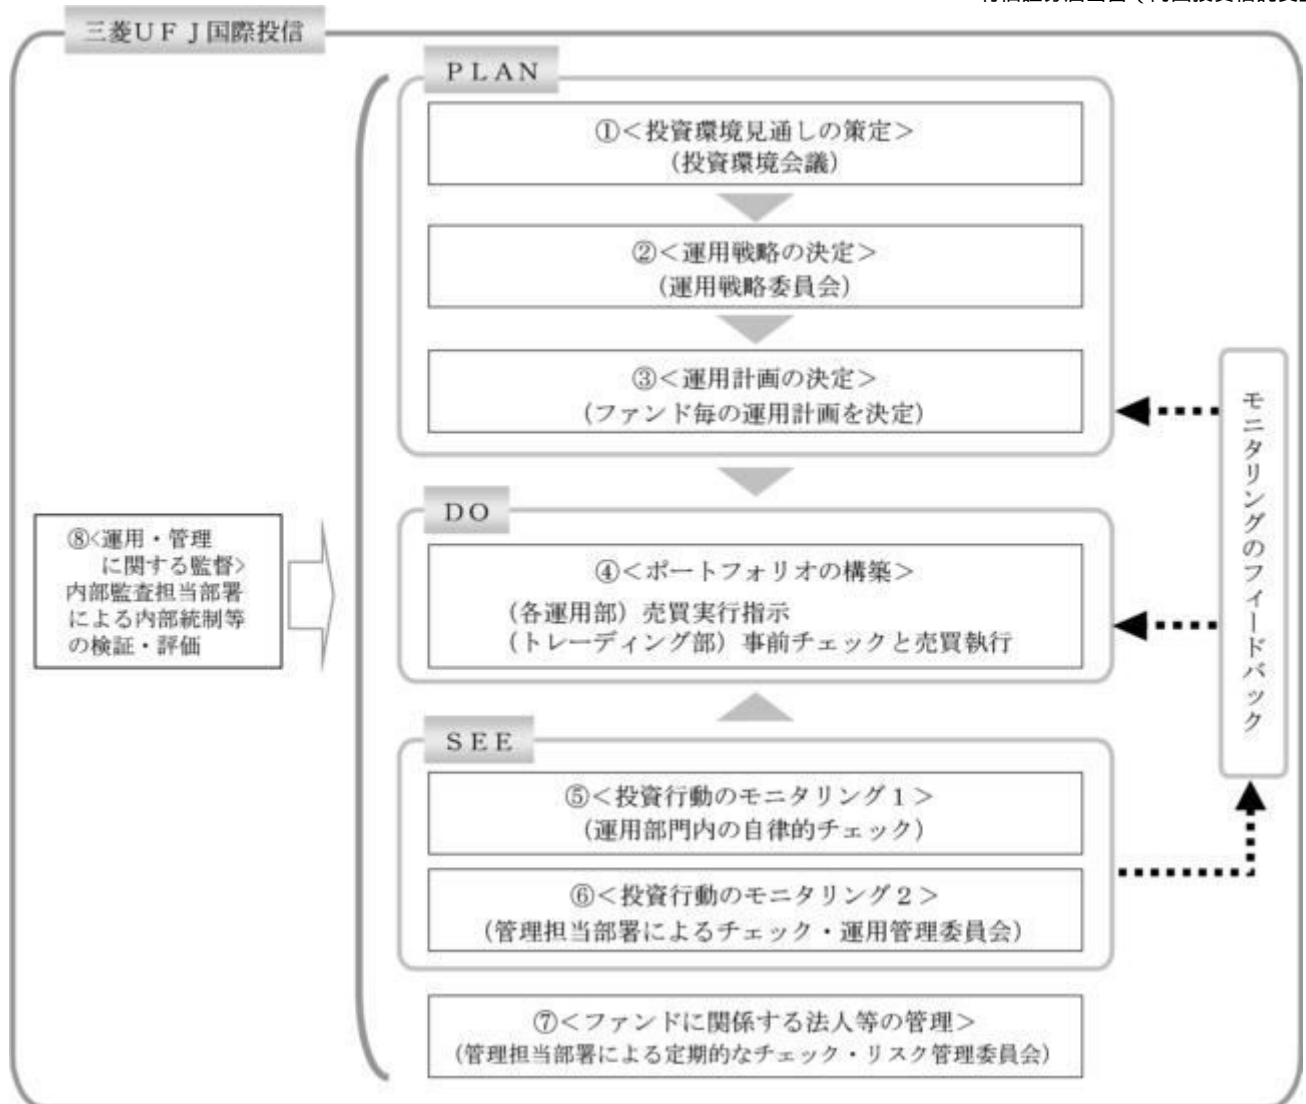 三菱ＵＦＪ国際投信
ＰＬＡＮ
①＜投資環境見通しの策定＞
（投資環境会議）
②＜運用戦略の決定＞
（運用戦略委員会）
③＜運用計画の決定＞
（ファンド毎の運用計画を決定）
ＤＯ
④＜ポートフォリオの構築＞
（各運用部）売買実行指示
（トレーディング部）事前チェックと売買執行
ＳＥＥ
⑤＜投資行動のモニタリング１＞
（運用部門内の自律的チェック）
⑥＜投資行動のモニタリング２＞
（管理担当部署によるチェック・運用管理委員会）
⑦＜ファンドに関係する法人等の管理＞
（管理担当部署による定期的なチェック・リスク管理委員会）
⑧<運用・管理
に関する監督>
内部監査担当部署
による内部統制等
の検証・評価
モニタリングのフィードバック